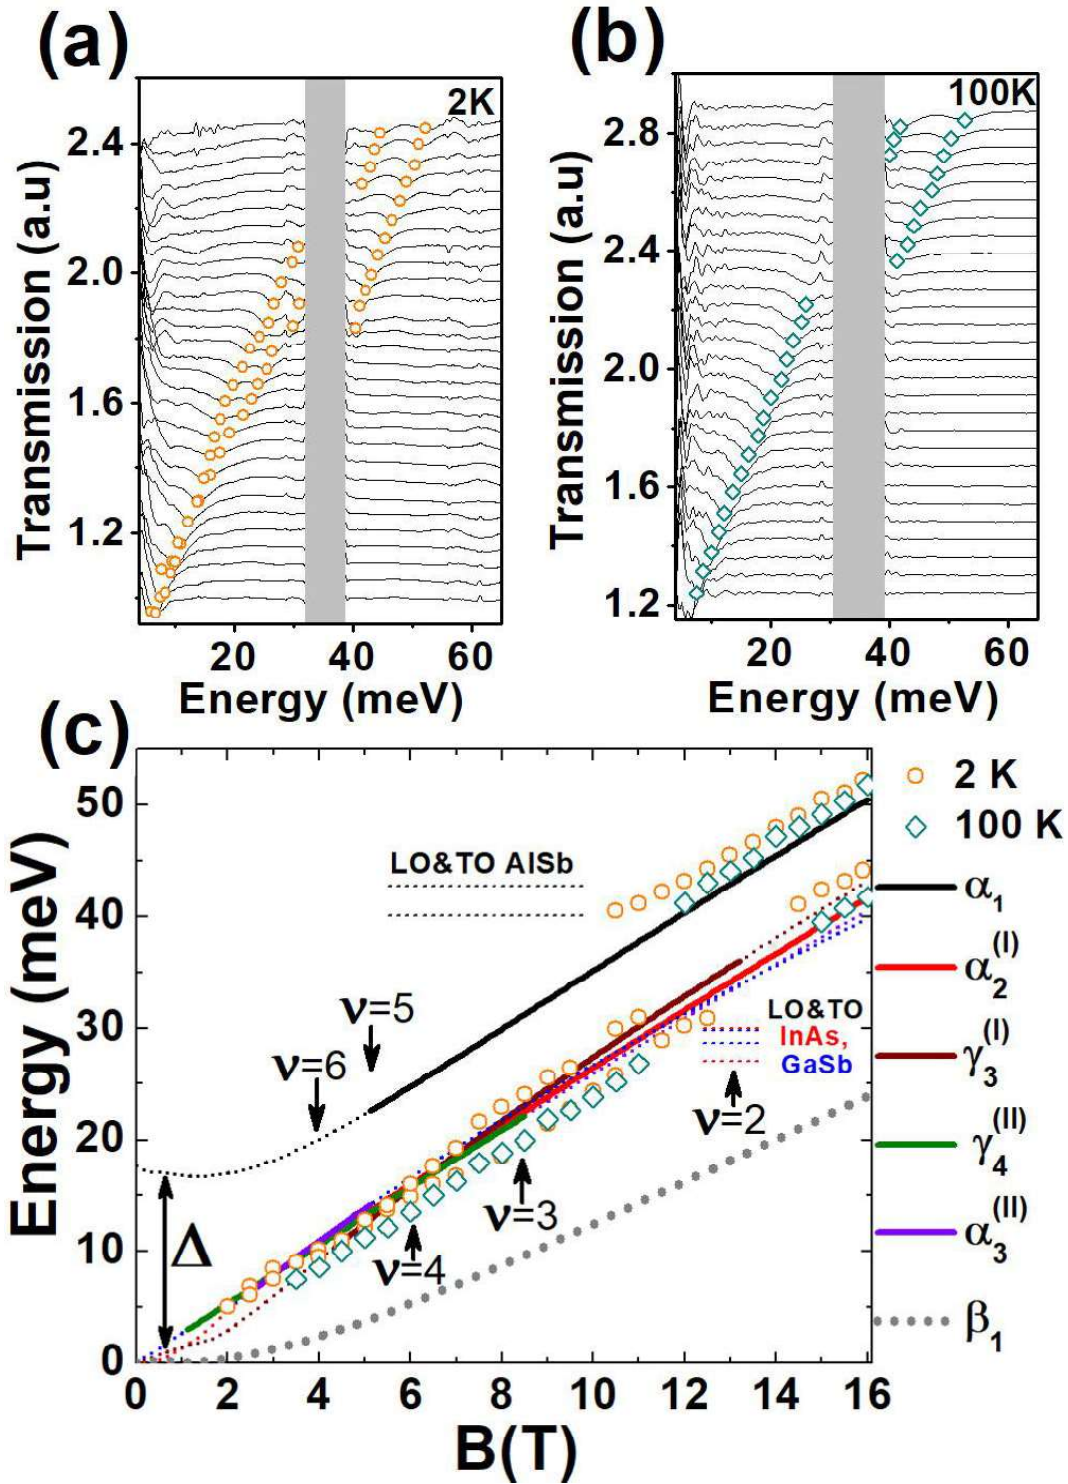 (a)
(b)
2K
100K
2.4
2.0
1.6
1.2
Transmission (a.u)
20
40
60
Energy (meV)
2.8
2.4
2.0
1.6
1.2
Transmission (a.u)
20
40
60
Energy (meV)
(c)
50
40
30
20
10
0
Energy (meV)
LO&TO AlSb
ν=6
ν=5
LO&TO
InAs,
GaSb
ν=2
ν=3
ν=4
Δ
0
2
4
6
8
10
12
14
16
B(T)
2 K
100 K
α₁
α₂^(I)
γ₃^(I)
γ₄^(II)
α₃^(II)
β₁